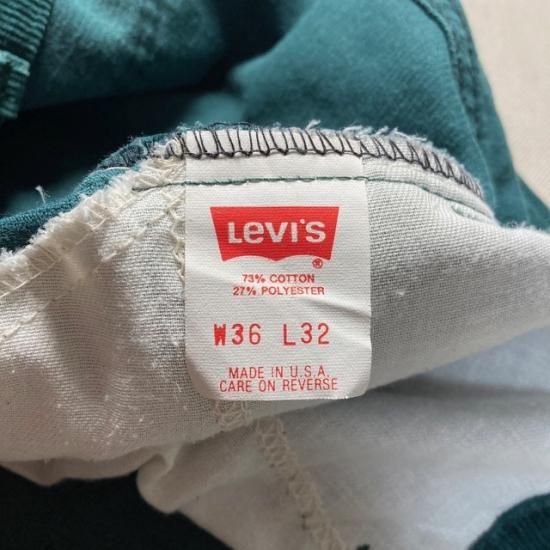 LEVI'S
®
73% COTTON
27% POLYESTER
W36 L32
MADE IN U.S.A.
CARE ON REVERSE